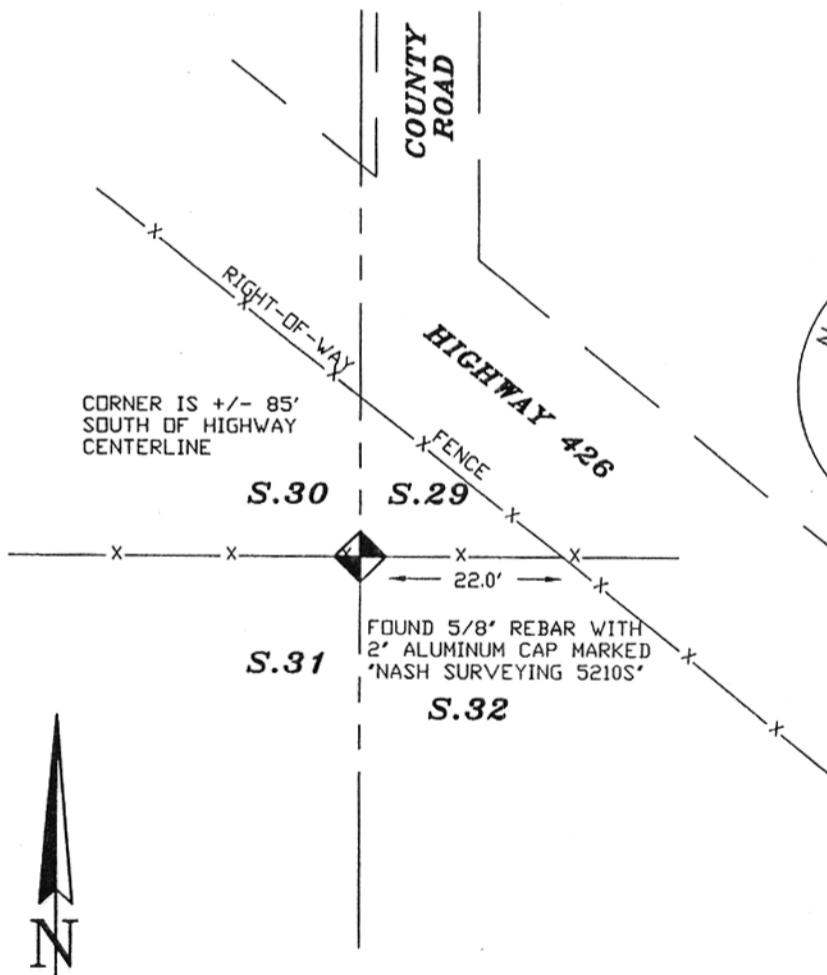 COUNTY
ROAD
RIGHT-OF-WAY
HIGHWAY 426
CORNER IS +/- 85'
SOUTH OF HIGHWAY
CENTERLINE
FENCE
S.30
S.29
22.0'
FOUND 5/8" REBAR WITH
2" ALUMINUM CAP MARKED
"NASH SURVEYING 5210S"
S.31
S.32
N